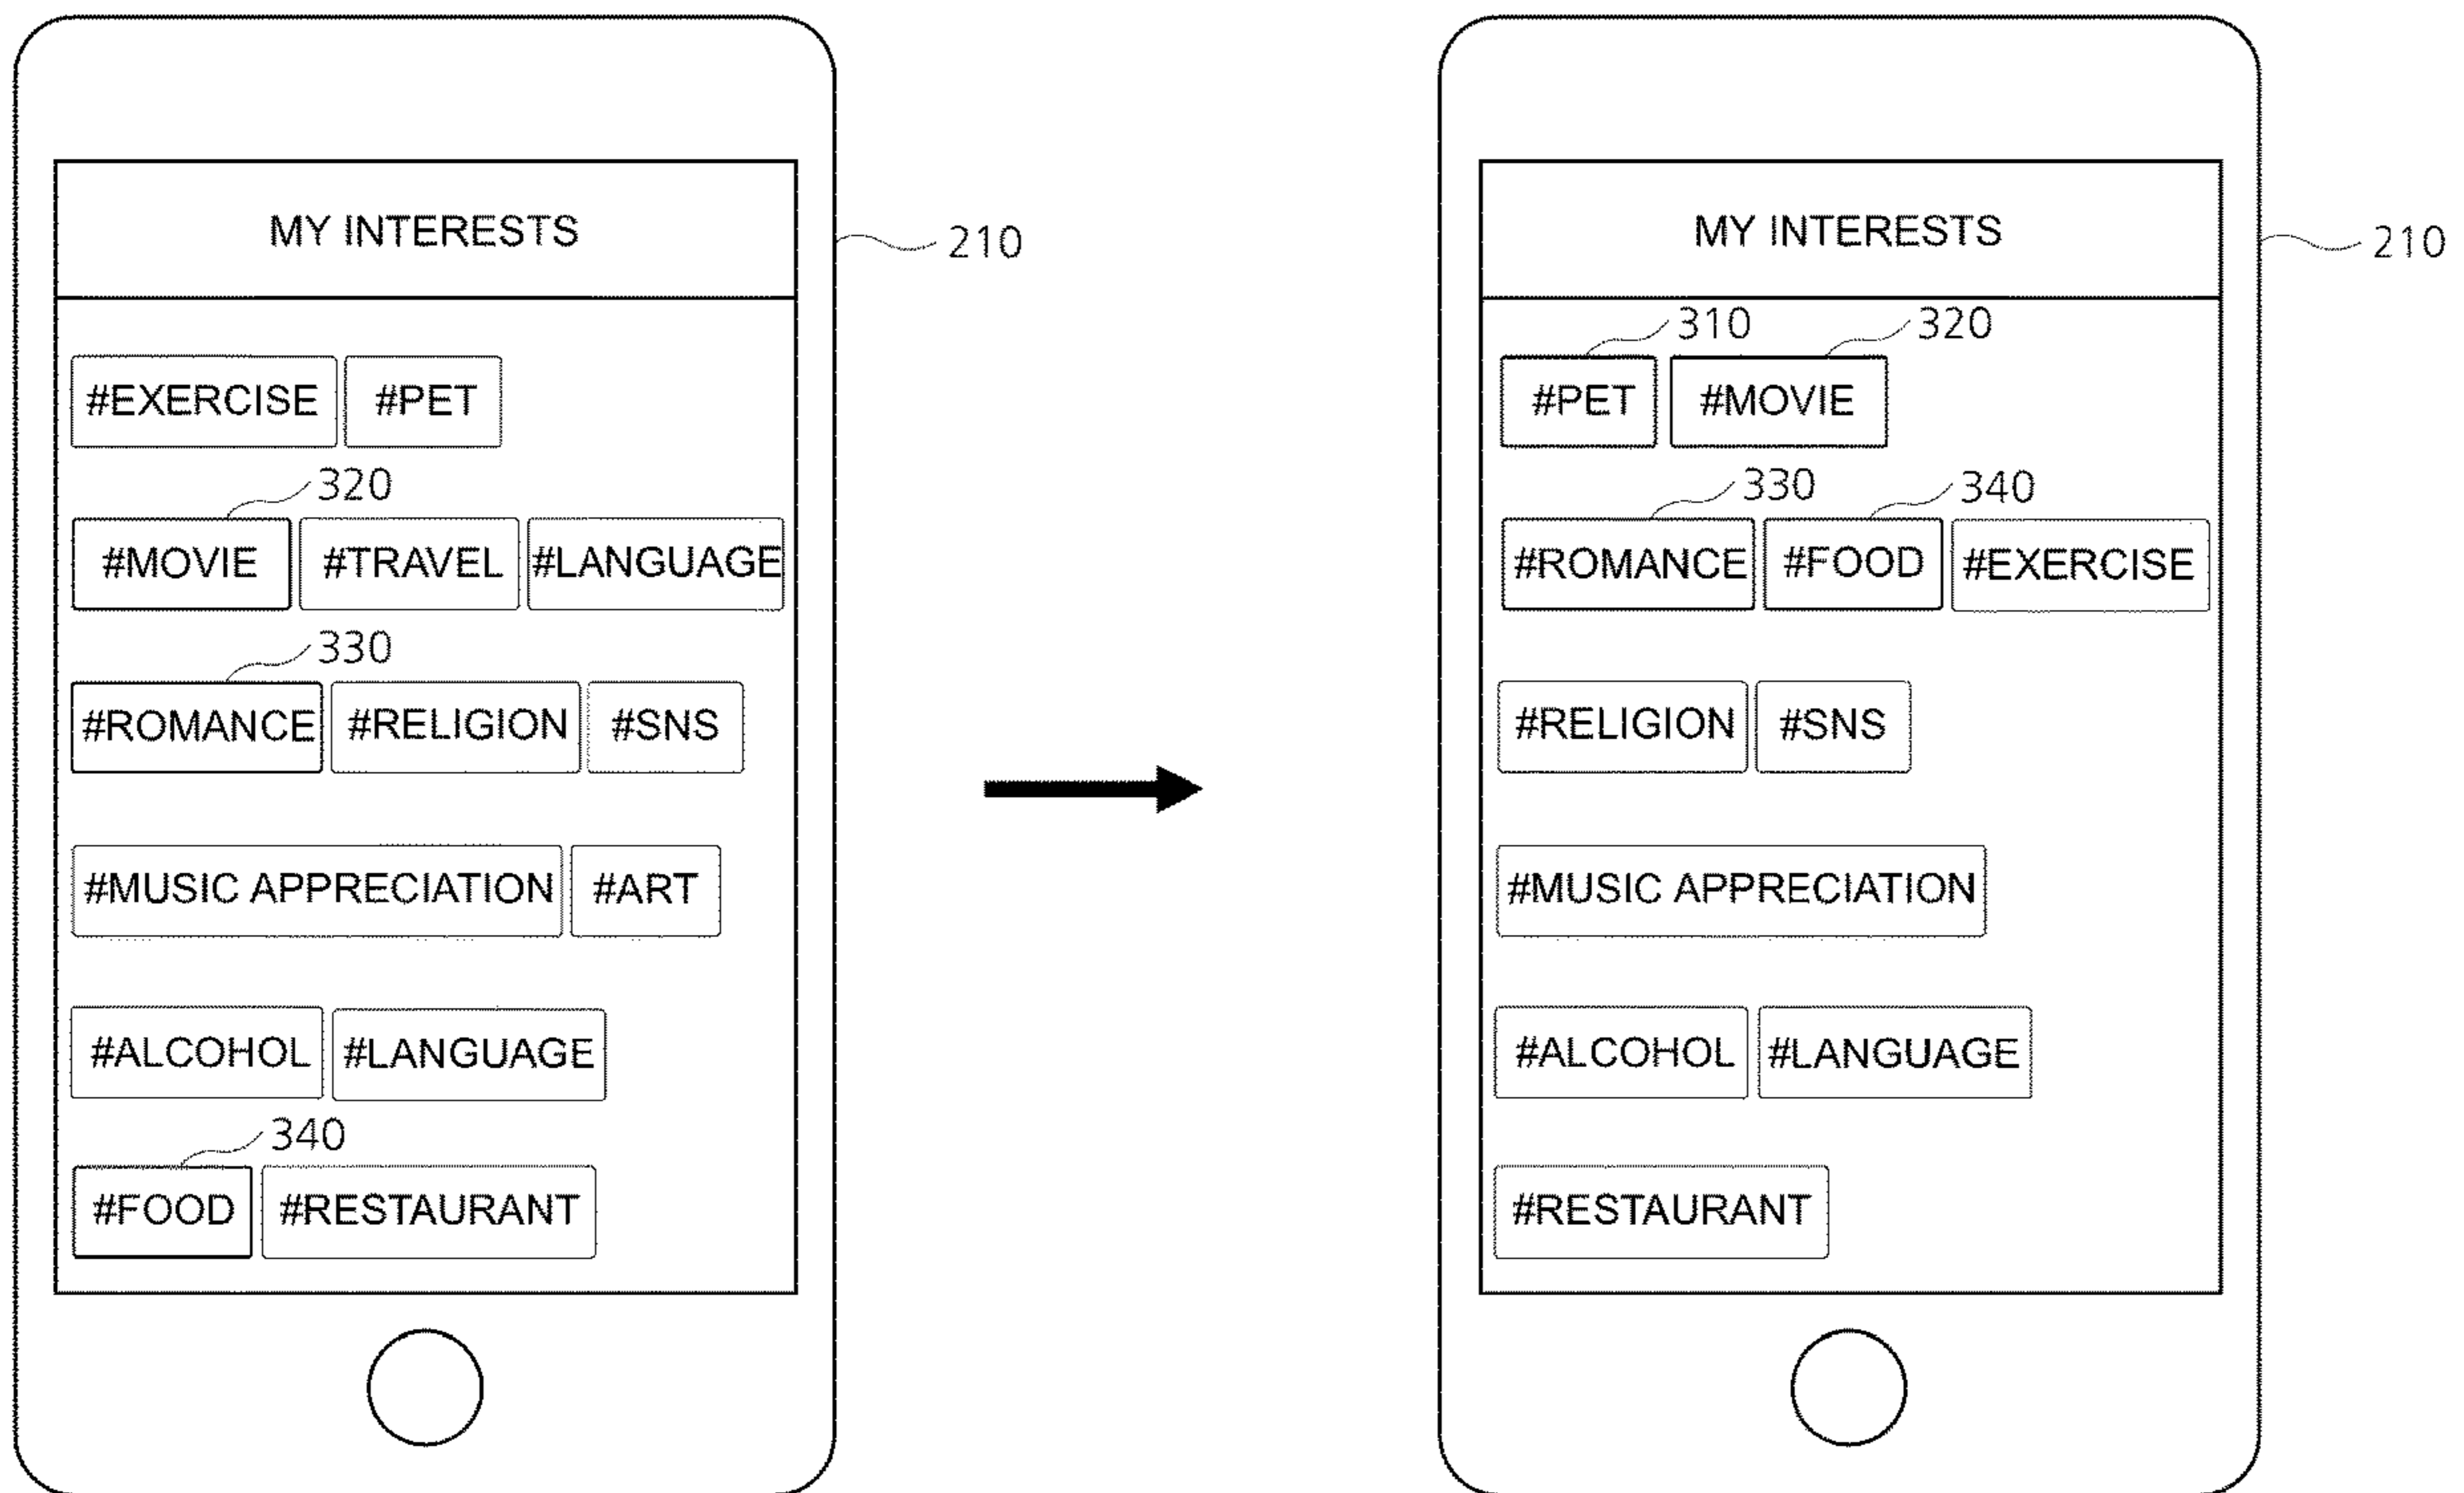 MY INTERESTS
210
#EXERCISE #PET
320
#MOVIE #TRAVEL #LANGUAGE
330
#ROMANCE #RELIGION #SNS
#MUSIC APPRECIATION #ART
#ALCOHOL #LANGUAGE
340
#FOOD #RESTAURANT
MY INTERESTS
210
310 320
#PET #MOVIE
330 340
#ROMANCE #FOOD #EXERCISE
#RELIGION #SNS
#MUSIC APPRECIATION
#ALCOHOL #LANGUAGE
#RESTAURANT